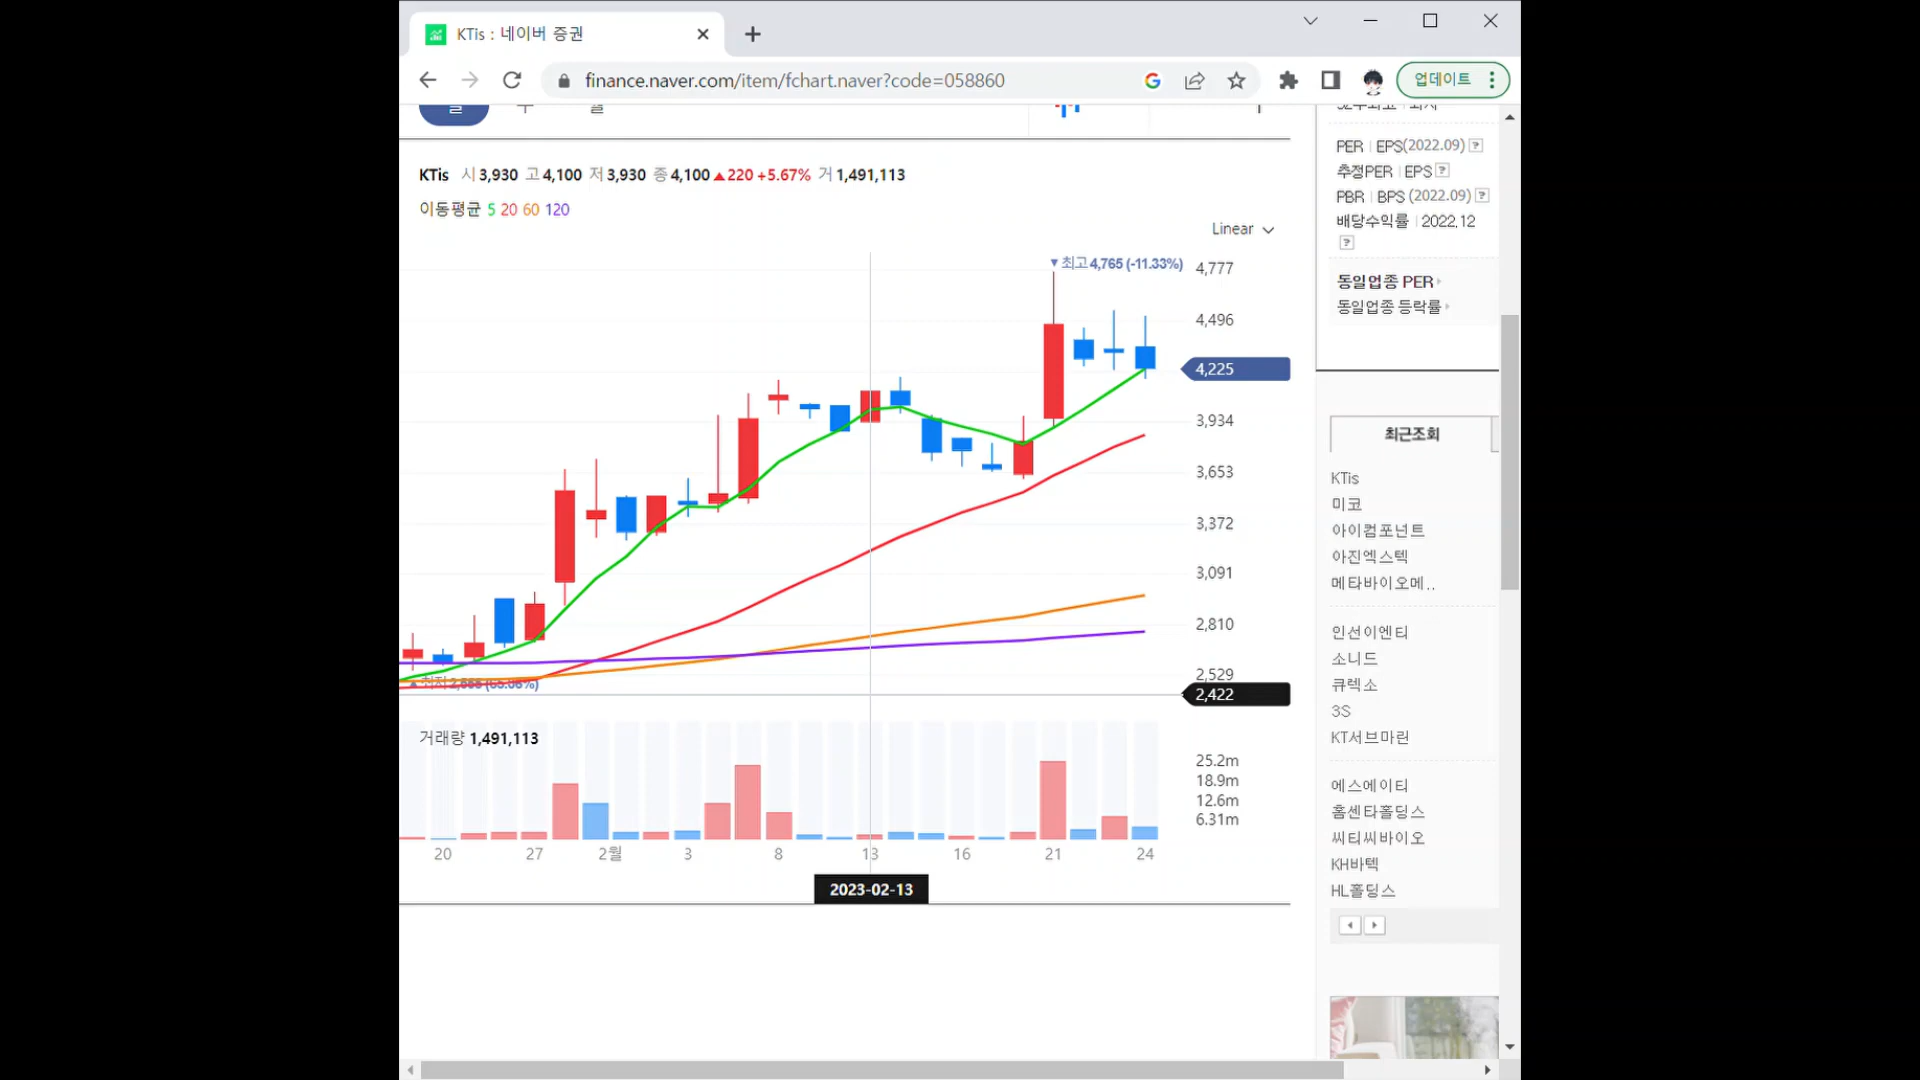 KTis : 네이버 증권
finance.naver.com/item/fchart.naver?code=058860
업데이트
KTis 시 3,930 고 4,100 저 3,930 종 4,100 ▲220 +5.67% 거 1,491,113
이동평균 5 20 60 120
Linear
▼최고 4,765 (-11.33%)
4,777
4,496
4,225
3,934
3,653
3,372
3,091
2,810
2,529
2,422
거래량 1,491,113
25.2m
18.9m
12.6m
6.31m
20 27 2월 3 8 13 16 21 24
2023-02-13
PER | EPS(2022.09) ?
추정PER | EPS ?
PBR | BPS (2022.09) ?
배당수익률 | 2022.12
?
동일업종 PER
동일업종 등락률
최근조회
KTis
미코
아이컴포넌트
아진엑스텍
메타바이오메..
인선이엔티
소니드
큐렉소
3S
KT서브마린
에스에이티
홈센타홀딩스
씨티씨바이오
KH바텍
HL홀딩스